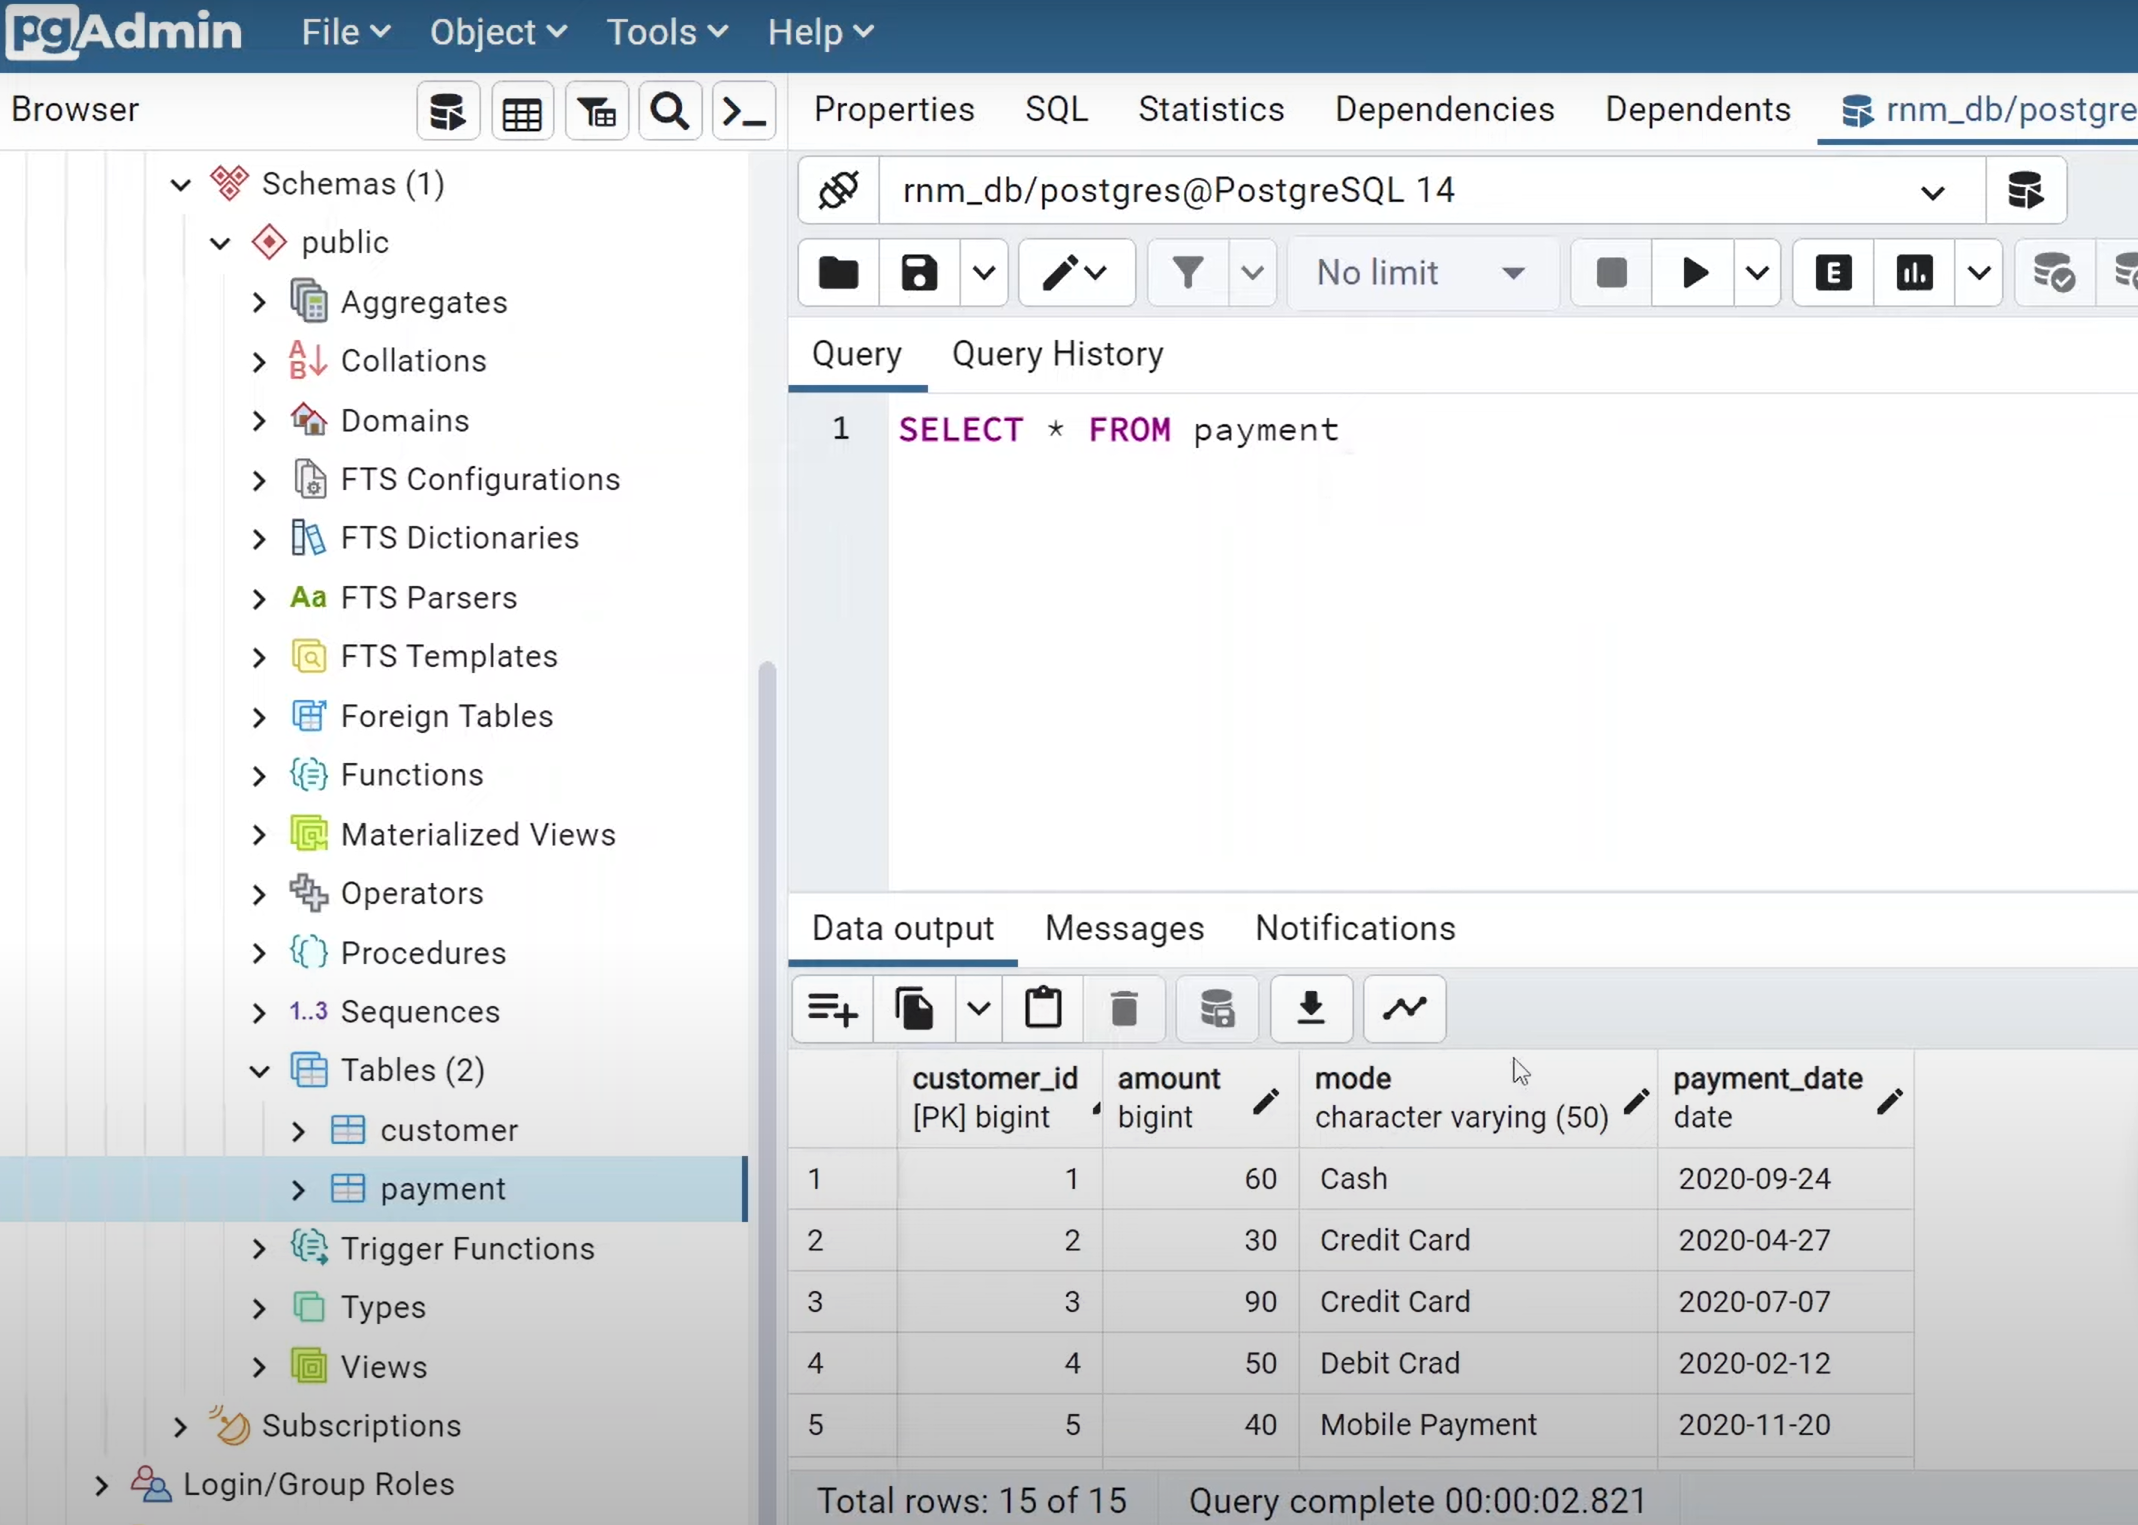 pgAdmin File Object Tools Help
Browser
Properties SQL Statistics Dependencies Dependents rnm_db/postgre
rnm_db/postgres@PostgreSQL 14
No limit
E
Query Query History
1 SELECT * FROM payment
Schemas (1)
public
Aggregates
Collations
Domains
FTS Configurations
FTS Dictionaries
Aa FTS Parsers
FTS Templates
Foreign Tables
Functions
Materialized Views
Operators
Procedures
1..3 Sequences
Tables (2)
customer
payment
Trigger Functions
Types
Views
Subscriptions
Login/Group Roles
Data output Messages Notifications
customer_id amount mode payment_date
[PK] bigint bigint character varying (50) date
1 1 60 Cash 2020-09-24
2 2 30 Credit Card 2020-04-27
3 3 90 Credit Card 2020-07-07
4 4 50 Debit Crad 2020-02-12
5 5 40 Mobile Payment 2020-11-20
Total rows: 15 of 15 Query complete 00:00:02.821